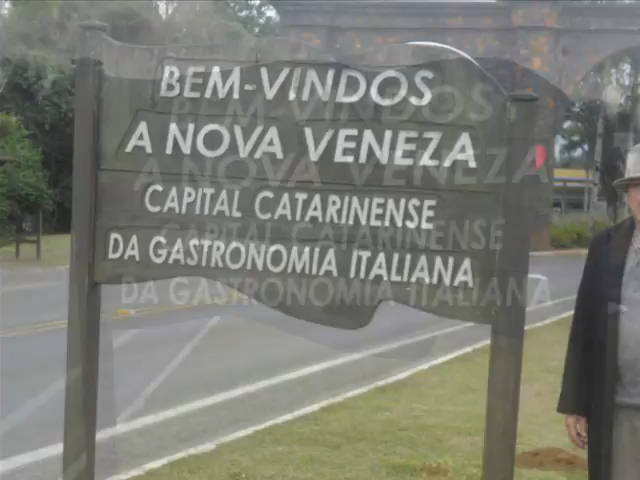 BEM-VINDOS
A NOVA VENEZA
CAPITAL CATARINENSE
DA GASTRONOMIA ITALIANA